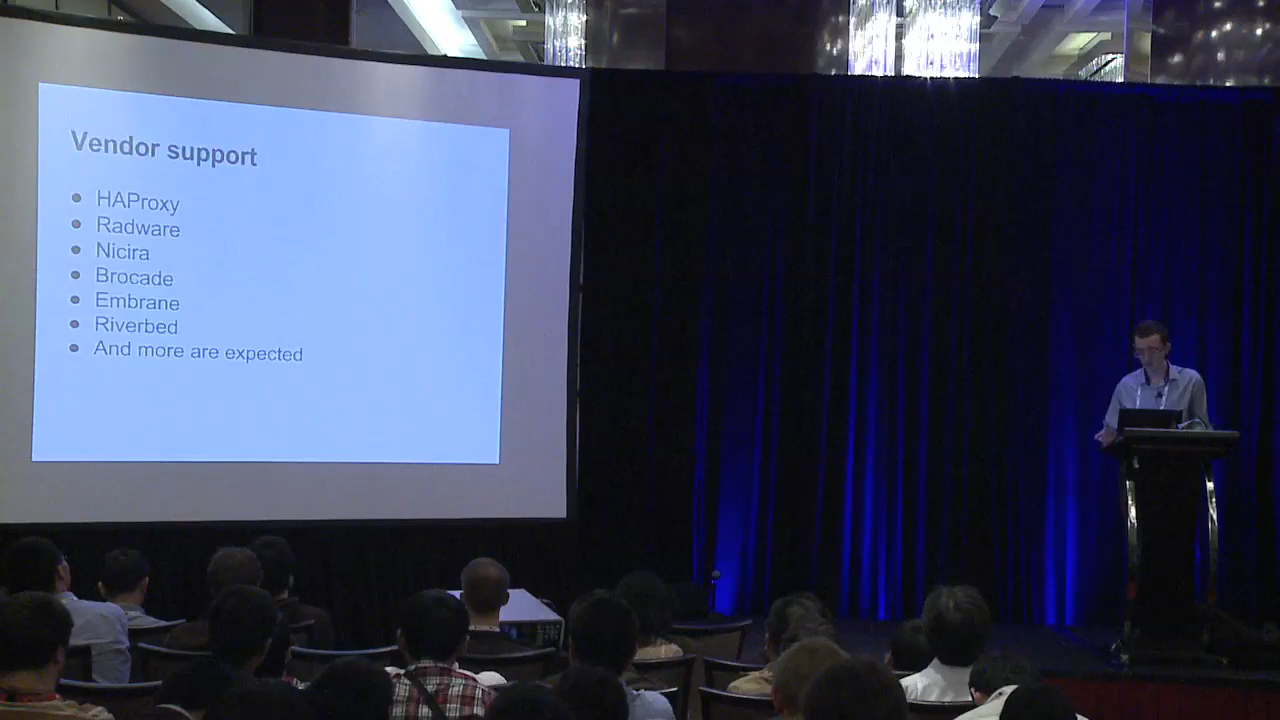 Vendor support
HAProxy
Radware
Nicira
Brocade
Embrane
Riverbed
And more are expected